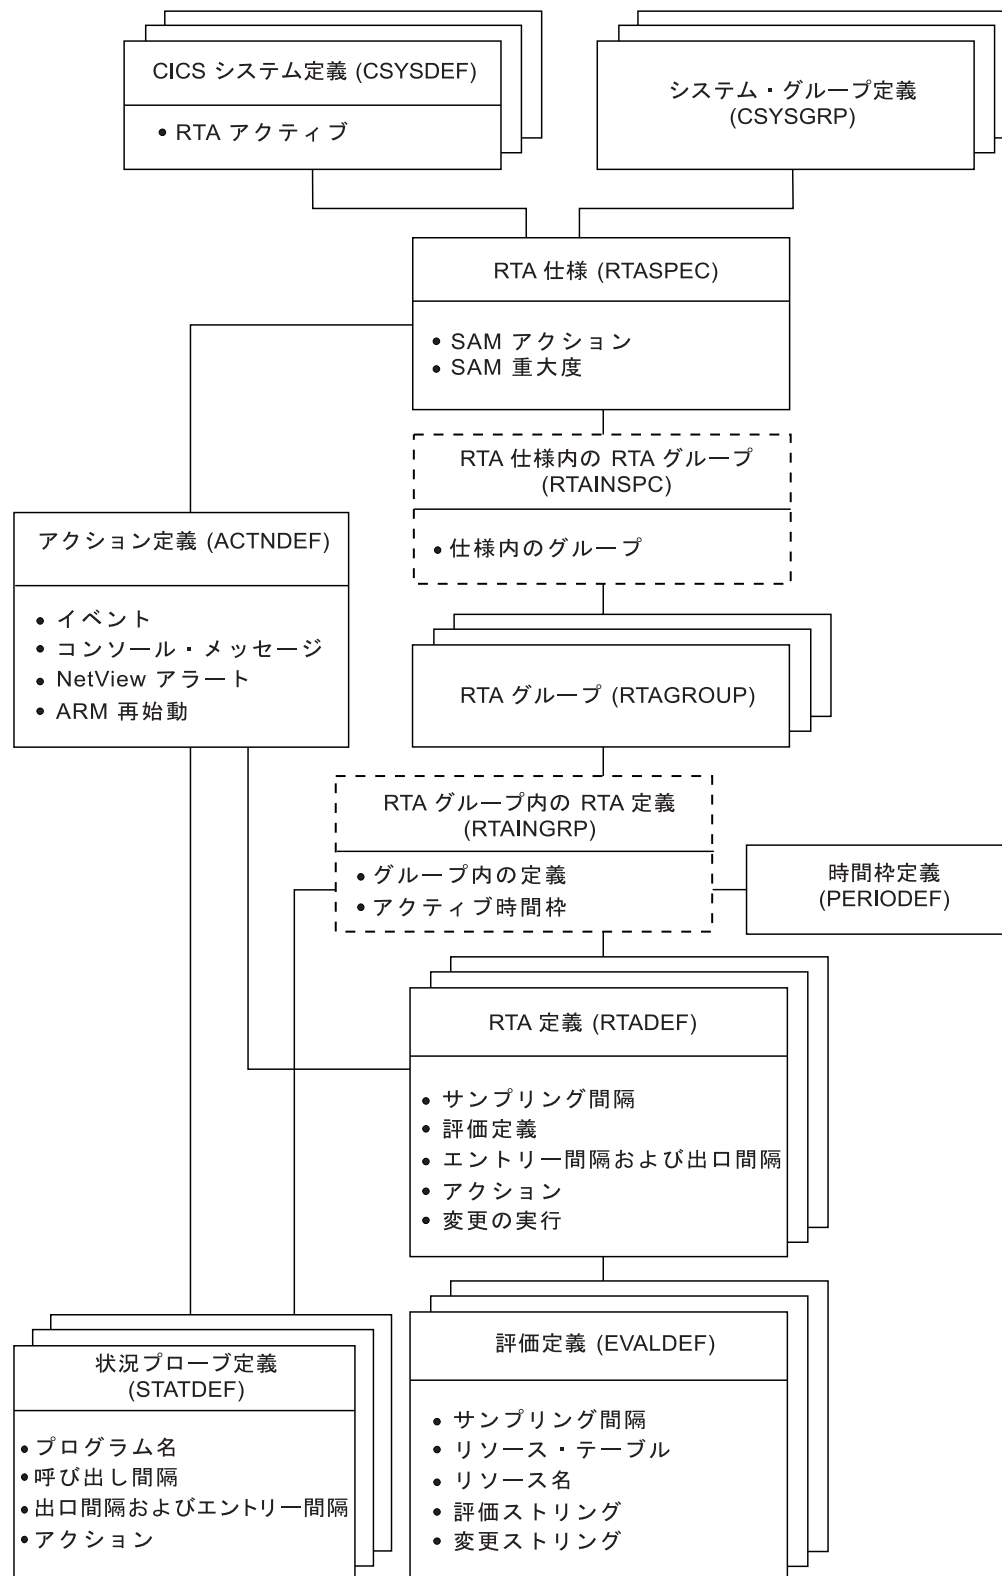 CICS システム定義 (CSYSDEF)
• RTA アクティブ
システム・グループ定義
(CSYSGRP)
RTA 仕様 (RTASPEC)
• SAM アクション
• SAM 重大度
RTA 仕様内の RTA グループ
(RTAINSPC)
• 仕様内のグループ
アクション定義 (ACTNDEF)
• イベント
• コンソール・メッセージ
• NetView アラート
• ARM 再始動
RTA グループ (RTAGROUP)
RTA グループ内の RTA 定義
(RTAINGRP)
• グループ内の定義
• アクティブ時間枠
時間枠定義
(PERIODEF)
RTA 定義 (RTADEF)
• サンプリング間隔
• 評価定義
• エントリー間隔および出口間隔
• アクション
• 変更の実行
状況プローブ定義
(STATDEF)
• プログラム名
• 呼び出し間隔
• 出口間隔およびエントリー間隔
• アクション
評価定義 (EVALDEF)
• サンプリング間隔
• リソース・テーブル
• リソース名
• 評価ストリング
• 変更ストリング